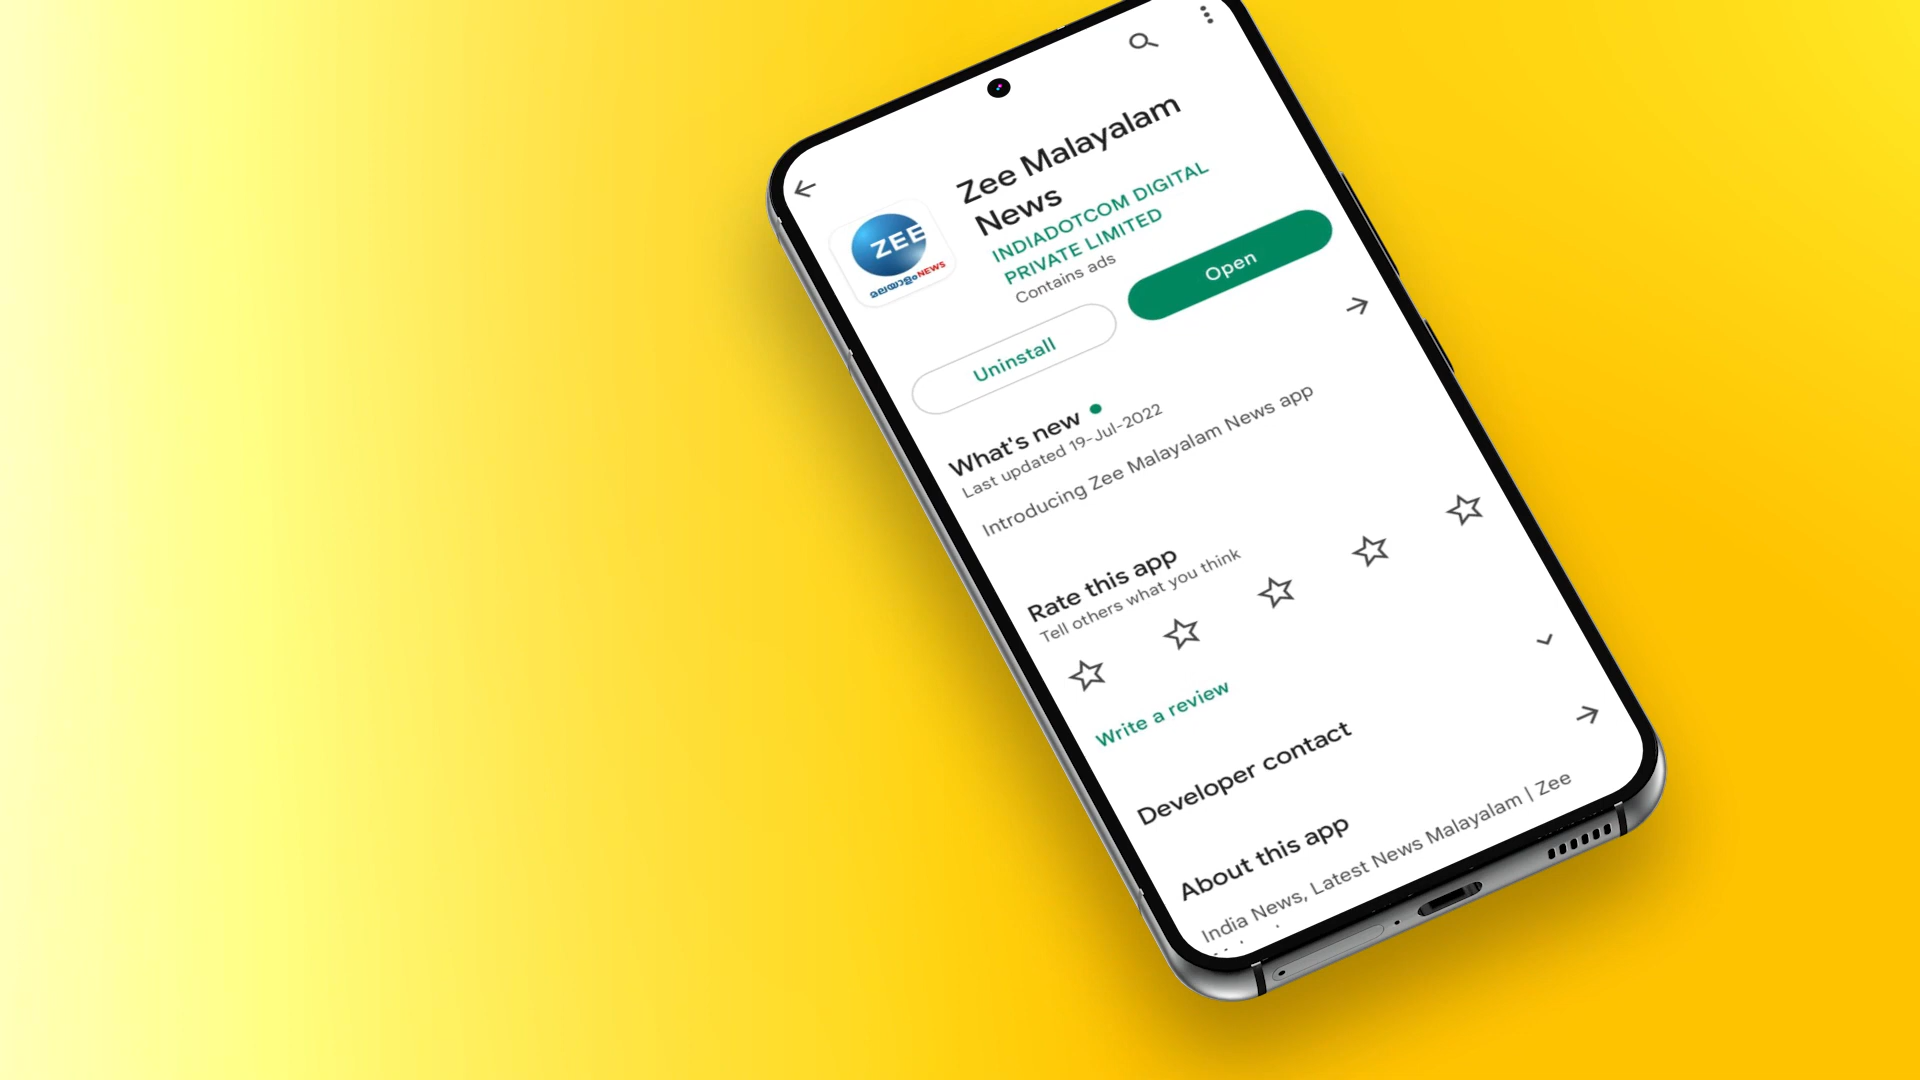 Zee Malayalam
News
INDIADOTCOM DIGITAL
PRIVATE LIMITED
Contains ads
ZEE
മലയാളംNEWS
Uninstall
Open
What's new
Last updated 19-Jul-2022
Introducing Zee Malayalam News app
Rate this app
Tell others what you think
Write a review
Developer contact
About this app
India News, Latest News Malayalam | Zee